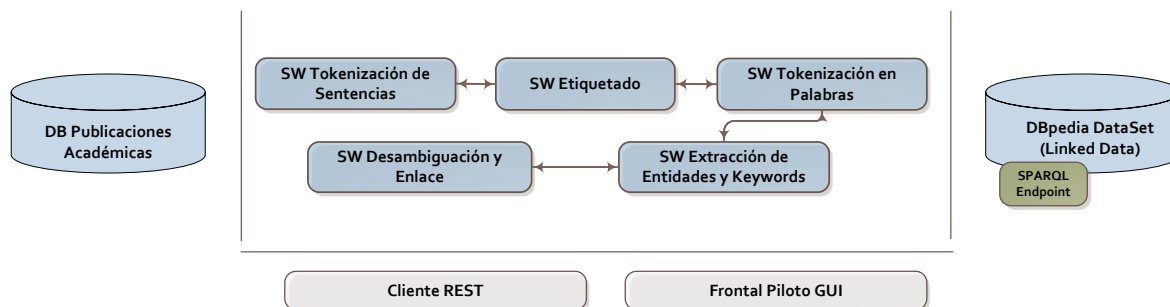 SW Tokenización de
Sentencias
SW Etiquetado
SW Tokenización en
Palabras
DB Publicaciones
Académicas
DBpedia DataSet
(Linked Data)
SPARQL
Endpoint
SW Desambiguación y
Enlace
SW Extracción de
Entidades y Keywords
Cliente REST
Frontal Piloto GUI